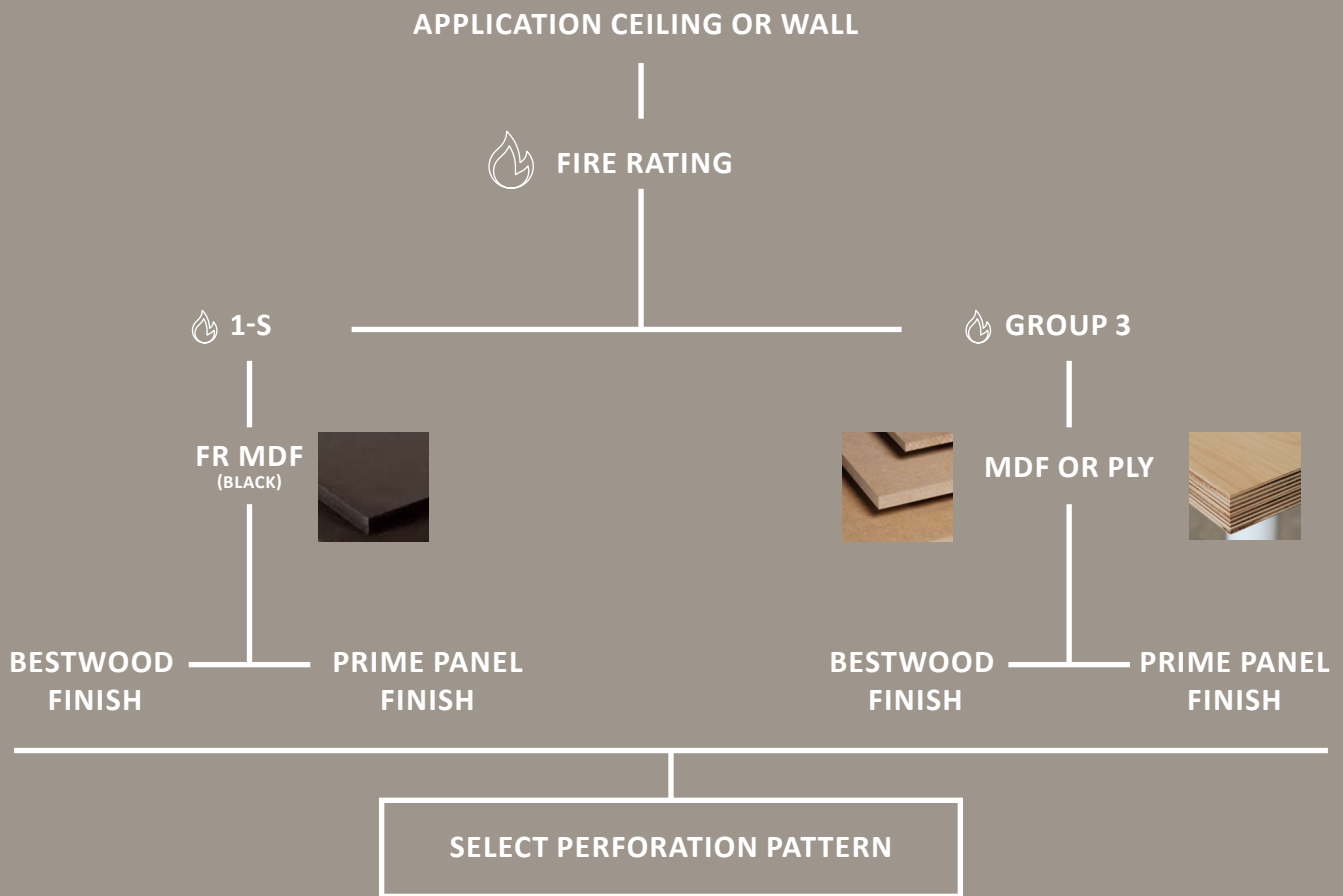 APPLICATION CEILING OR WALL
FIRE RATING
1-S
GROUP 3
FR MDF
(BLACK)
MDF OR PLY
BESTWOOD
FINISH
PRIME PANEL
FINISH
BESTWOOD
FINISH
PRIME PANEL
FINISH
SELECT PERFORATION PATTERN